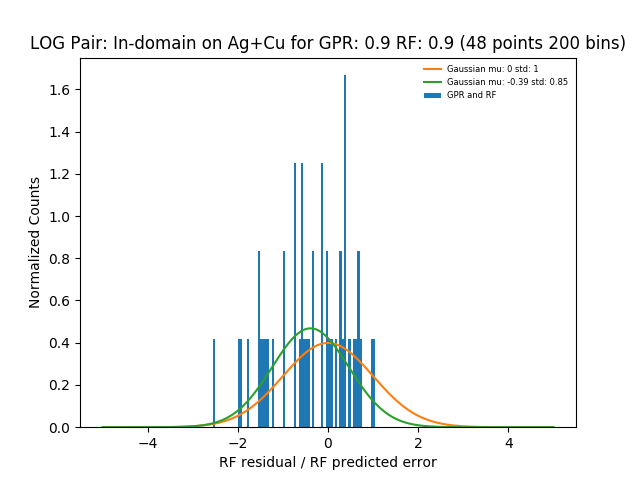 LOG Pair: In-domain on Ag+Cu for GPR: 0.9 RF: 0.9 (48 points 200 bins)
Gaussian mu: 0 std: 1
Gaussian mu: -0.39 std: 0.85
GPR and RF
Normalized Counts
1.6
1.4
1.2
1.0
0.8
0.6
0.4
0.2
0.0
−4 −2 0 2 4
RF residual / RF predicted error